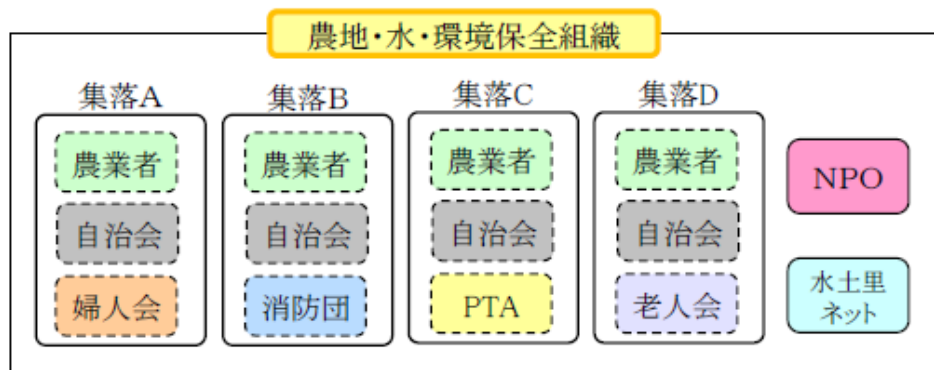 農地・水・環境保全組織
集落A
集落B
集落C
集落D
農業者
農業者
農業者
農業者
自治会
自治会
自治会
自治会
婦人会
消防団
PTA
老人会
NPO
水土里
ネット